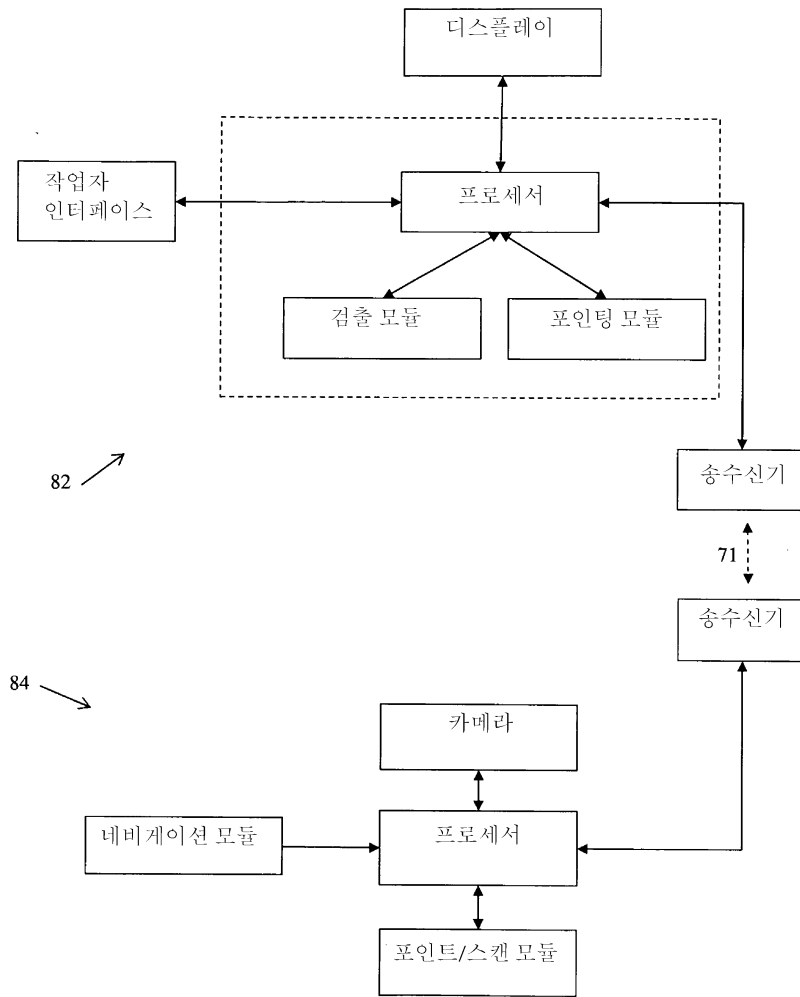 디스플레이
작업자
인터페이스
프로세서
검출 모듈
포인팅 모듈
82
송수신기
71
송수신기
84
카메라
네비게이션 모듈
프로세서
포인트/스캔 모듈